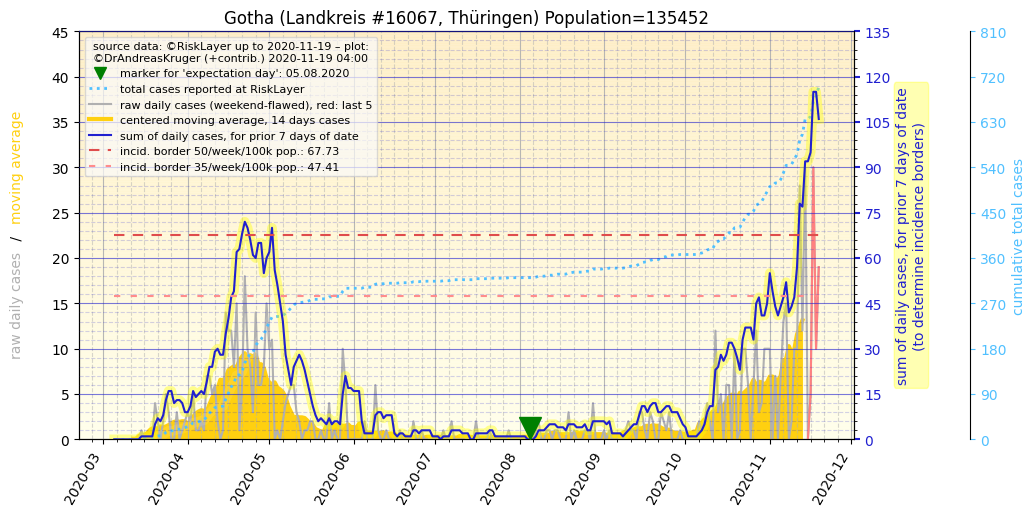 Gotha (Landkreis #16067, Thüringen) Population=135452
source data: ©RiskLayer up to 2020-11-19 – plot:
©DrAndreasKruger (+contrib.) 2020-11-19 04:00
marker for 'expectation day': 05.08.2020
total cases reported at RiskLayer
raw daily cases (weekend-flawed), red: last 5
centered moving average, 14 days cases
sum of daily cases, for prior 7 days of date
incid. border 50/week/100k pop.: 67.73
incid. border 35/week/100k pop.: 47.41
raw daily cases / moving average
45
40
35
30
25
20
15
10
5
0
2020-03
2020-04
2020-05
2020-06
2020-07
2020-08
2020-09
2020-10
2020-11
2020-12
135
120
105
90
75
60
45
30
15
0
sum of daily cases, for prior 7 days of date
(to determine incidence borders)
810
720
630
540
450
360
270
180
90
0
cumulative total cases